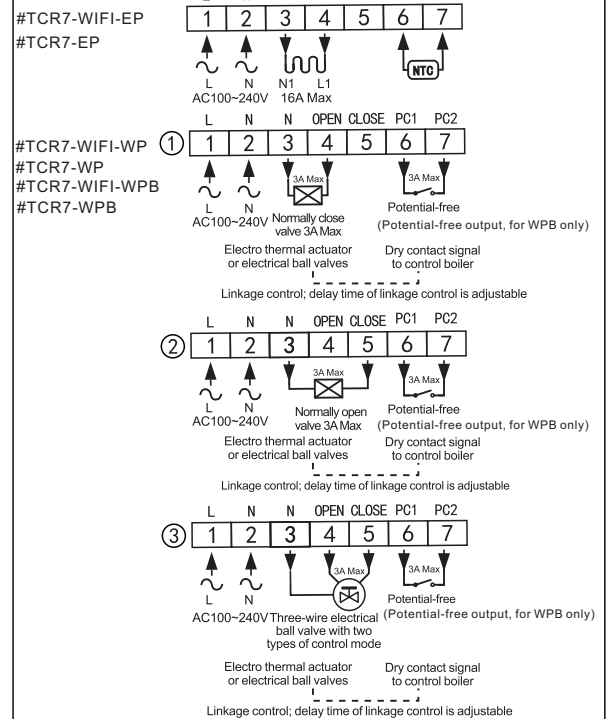 #TCR7-WIFI-EP
#TCR7-EP
1 2 3 4 5 6 7
NTC
L N N1 L1
AC100~240V 16A Max
#TCR7-WIFI-WP
#TCR7-WP
#TCR7-WIFI-WPB
#TCR7-WPB
L N N OPEN CLOSE PC1 PC2
① 1 2 3 4 5 6 7
3A Max 3A Max
L N
AC100~240V
Normally close
valve 3A Max
Potential-free
(Potential-free output, for WPB only)
Electro thermal actuator
or electrical ball valves
Dry contact signal
to control boiler
Linkage control; delay time of linkage control is adjustable
L N N OPEN CLOSE PC1 PC2
② 1 2 3 4 5 6 7
3A Max 3A Max
L N
AC100~240V
Normally open
valve 3A Max
Potential-free
(Potential-free output, for WPB only)
Electro thermal actuator
or electrical ball valves
Dry contact signal
to control boiler
Linkage control; delay time of linkage control is adjustable
L N N OPEN CLOSE PC1 PC2
③ 1 2 3 4 5 6 7
3A Max 3A Max
L N
AC100~240V
Three-wire electrical
ball valve with two
types of control mode
Potential-free
(Potential-free output, for WPB only)
Electro thermal actuator
or electrical ball valves
Dry contact signal
to control boiler
Linkage control; delay time of linkage control is adjustable